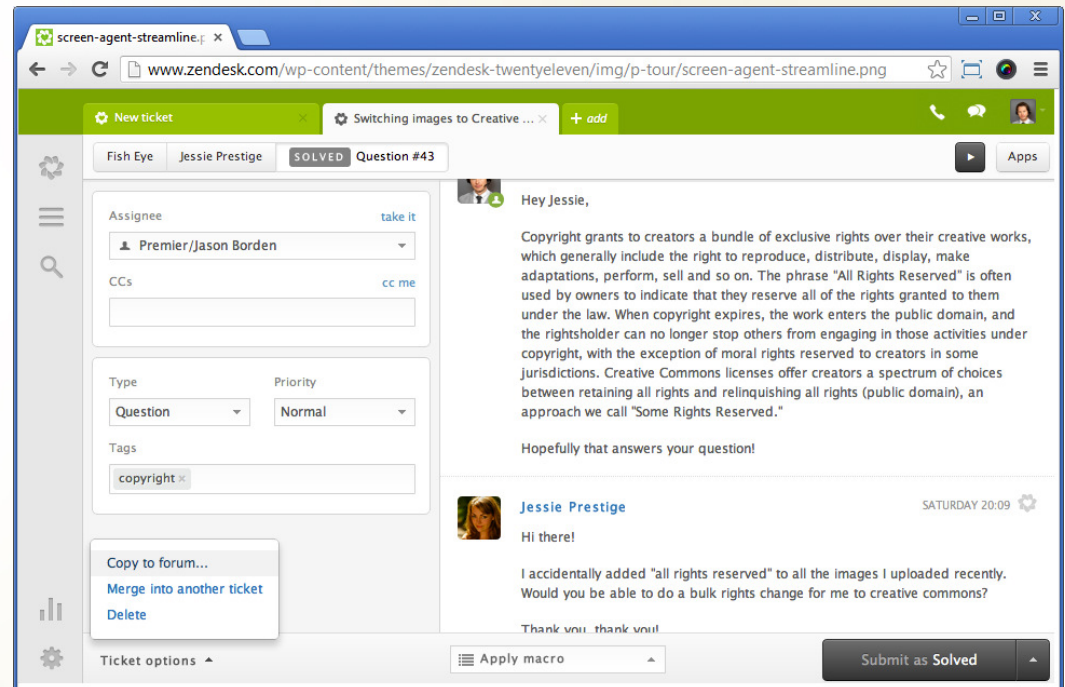 screen-agent-streamline.p
www.zendesk.com/wp-content/themes/zendesk-twentyeleven/img/p-tour/screen-agent-streamline.png
New ticket
Switching images to Creative ...
+ add
Fish Eye
Jessie Prestige
SOLVED Question #43
Apps
Assignee
take it
Premier/Jason Borden
CCs
cc me
Type
Priority
Question
Normal
Tags
copyright ×
Copy to forum...
Merge into another ticket
Delete
Ticket options
Hey Jessie,
Copyright grants to creators a bundle of exclusive rights over their creative works,
which generally include the right to reproduce, distribute, display, make
adaptations, perform, sell and so on. The phrase "All Rights Reserved" is often
used by owners to indicate that they reserve all of the rights granted to them
under the law. When copyright expires, the work enters the public domain, and
the rightsholder can no longer stop others from engaging in those activities under
copyright, with the exception of moral rights reserved to creators in some
jurisdictions. Creative Commons licenses offer creators a spectrum of choices
between retaining all rights and relinquishing all rights (public domain), an
approach we call "Some Rights Reserved."
Hopefully that answers your question!
Jessie Prestige
SATURDAY 20:09
Hi there!
I accidentally added "all rights reserved" to all the images I uploaded recently.
Would you be able to do a bulk rights change for me to creative commons?
Thank you, thank you!
Apply macro
Submit as Solved